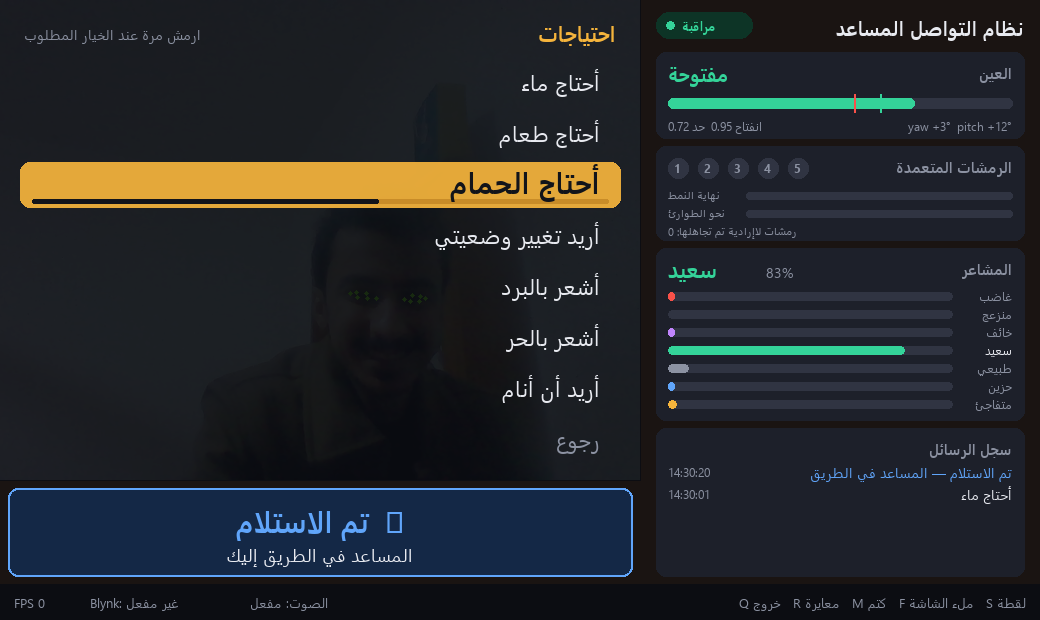 نظام التواصل المساعد
مراقبة
احتياجات
ارمش مرة عند الخيار المطلوب
أحتاج ماء
أحتاج طعام
أحتاج الحمام
أريد تغيير وضعيتي
أشعر بالبرد
أشعر بالحر
أريد أن أنام
رجوع
تم الاستلام
المساعد في الطريق إليك
العين
مفتوحة
انفتاح 0.95 حد 0.72
yaw +3° pitch +12°
الرمشات المتعمدة
1 2 3 4 5
نهاية النمط
نحو الطوارئ
رمشات لاإرادية تم تجاهلها: 0
المشاعر
83%
سعيد
غاضب
منزعج
خائف
سعيد
طبيعي
حزين
متفاجئ
سجل الرسائل
تم الاستلام — المساعد في الطريق 14:30:20
أحتاج ماء 14:30:01
لقطة S ملء الشاشة F كتم M معايرة R خروج Q
الصوت: مفعل
Blynk: غير مفعل
FPS 0